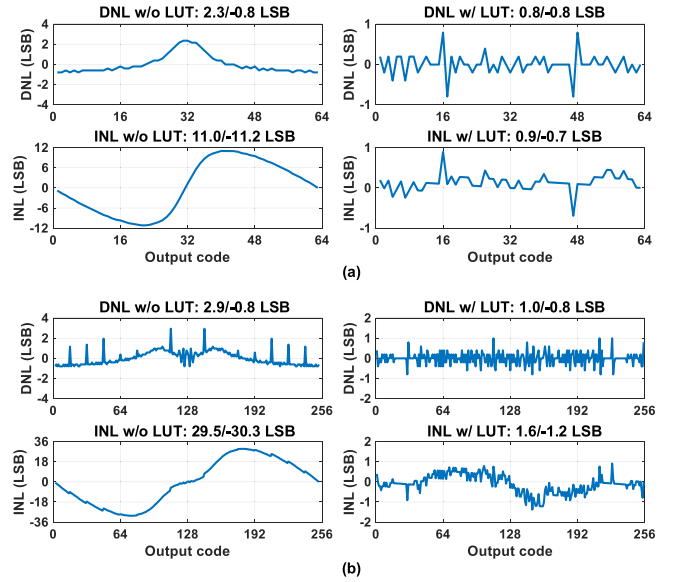 DNL w/o LUT: 2.3/-0.8 LSB
DNL (LSB)
4
2
0
-2
-4
0 16 32 48 64
DNL w/ LUT: 0.8/-0.8 LSB
DNL (LSB)
1
0
-1
0 16 32 48 64
INL w/o LUT: 11.0/-11.2 LSB
INL (LSB)
12
6
0
-6
-12
0 16 32 48 64
Output code
INL w/ LUT: 0.9/-0.7 LSB
INL (LSB)
1
0
1
0 16 32 48 64
Output code
(a)
DNL w/o LUT: 2.9/-0.8 LSB
DNL (LSB)
4
2
0
-2
-4
0 64 128 192 256
DNL w/ LUT: 1.0/-0.8 LSB
DNL (LSB)
2
1
0
-1
-2
0 64 128 192 256
INL w/o LUT: 29.5/-30.3 LSB
INL (LSB)
36
18
0
-18
-36
0 64 128 192 256
Output code
INL w/ LUT: 1.6/-1.2 LSB
INL (LSB)
2
1
0
-1
2
0 64 128 192 256
Output code
(b)